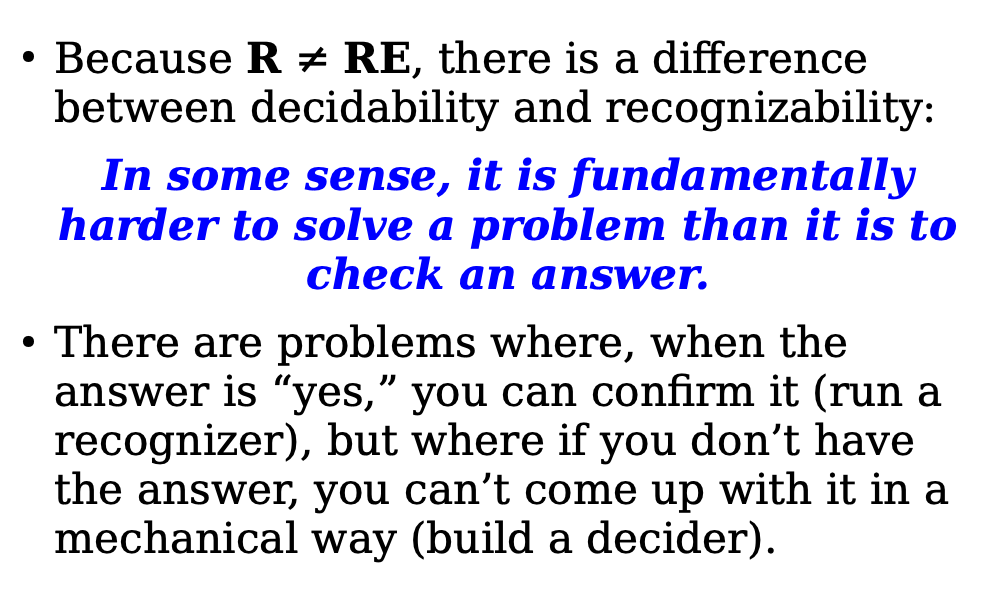 • Because R ≠ RE, there is a difference
between decidability and recognizability:
In some sense, it is fundamentally
harder to solve a problem than it is to
check an answer.
• There are problems where, when the
answer is “yes,” you can confirm it (run a
recognizer), but where if you don’t have
the answer, you can’t come up with it in a
mechanical way (build a decider).